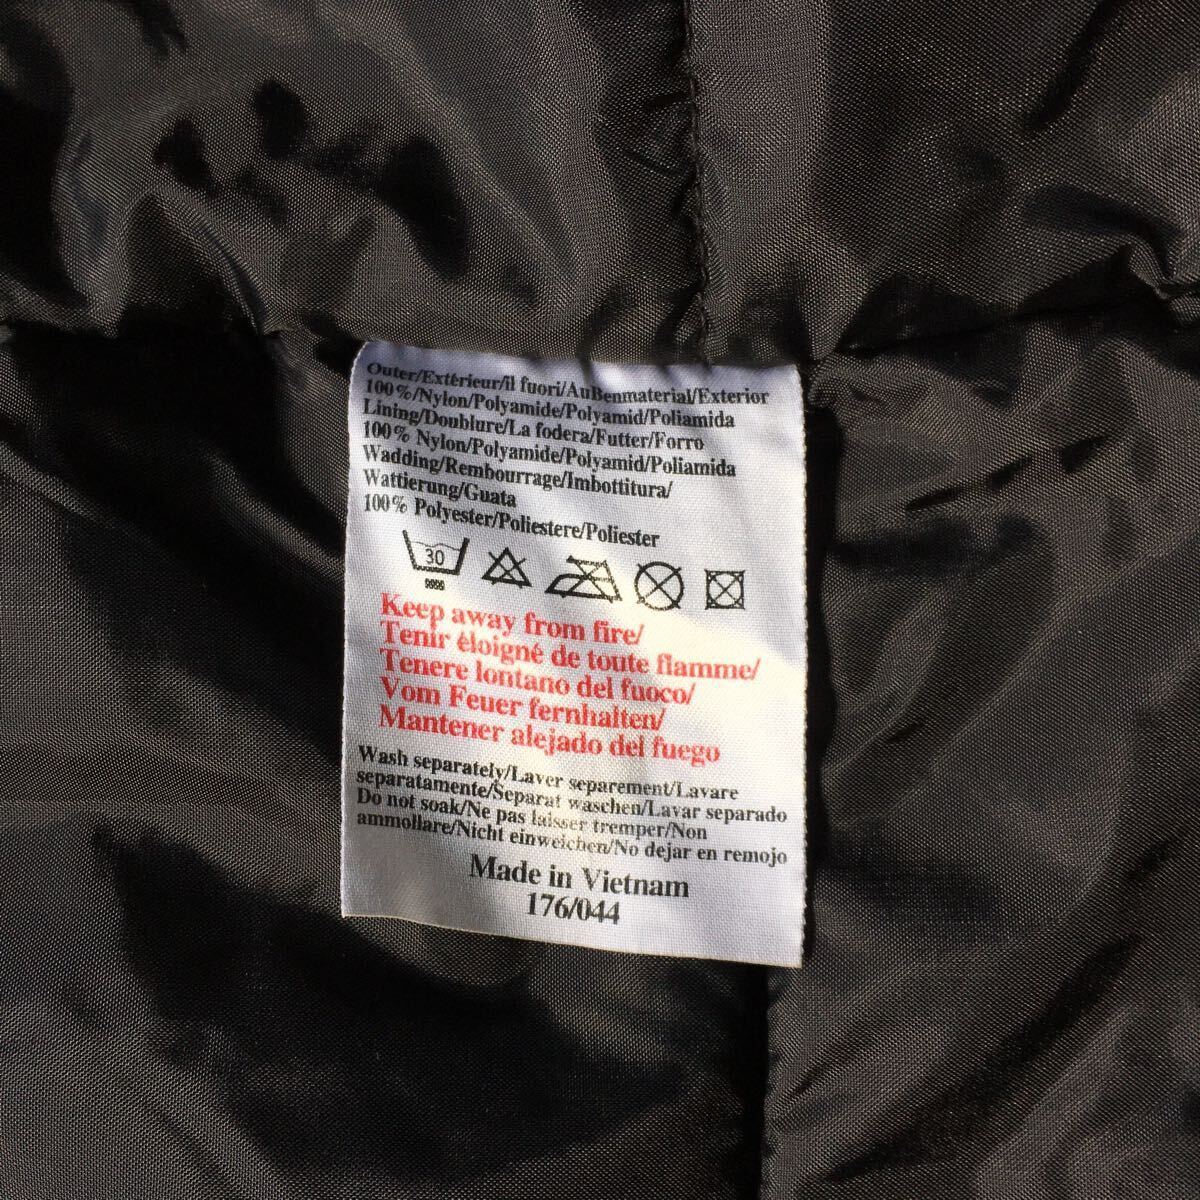 Outer/Extérieur/il fuori/AuBenmaterial/Exterior
100%/Nylon/Polyamide/Polyamid/Poliamida
Lining/Doublure/La fodera/Futter/Forro
100% Nylon/Polyamide/Polyamid/Poliamida
Wadding/Rembourrage/Imbottitura/
Wattierung/Guata
100% Polyester/Poliestere/Poliester
30
Keep away from fire/
Tenir éloigné de toute flamme/
Tenere lontano del fuoco/
Vom Feuer fernhalten/
Mantener alejado del fuego
Wash separately/Laver separement/Lavare
separatamente/Separat waschen/Lavar separado
Do not soak/Ne pas laisser tremper/Non
ammollare/Nicht einweichen/No dejar en remojo
Made in Vietnam
176/044